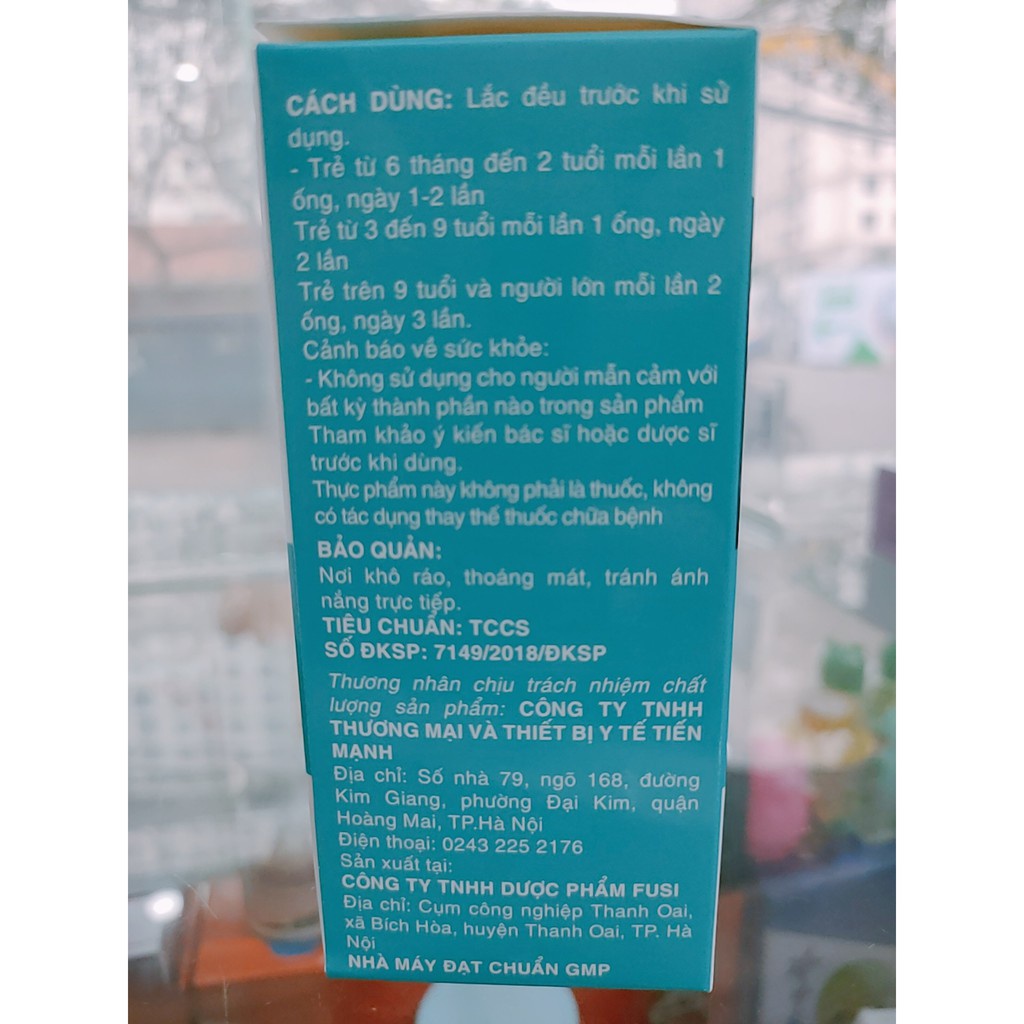 CÁCH DÙNG: Lắc đều trước khi sử
dụng.
- Trẻ từ 6 tháng đến 2 tuổi mỗi lần 1
ống, ngày 1-2 lần
Trẻ từ 3 đến 9 tuổi mỗi lần 1 ống, ngày
2 lần
Trẻ trên 9 tuổi và người lớn mỗi lần 2
ống, ngày 3 lần.
Cảnh báo về sức khỏe:
- Không sử dụng cho người mẫn cảm với
bất kỳ thành phần nào trong sản phẩm
Tham khảo ý kiến bác sĩ hoặc dược sĩ
trước khi dùng.
Thực phẩm này không phải là thuốc, không
có tác dụng thay thế thuốc chữa bệnh
BẢO QUẢN:
Nơi khô ráo, thoáng mát, tránh ánh
nắng trực tiếp.
TIÊU CHUẨN: TCCS
SỐ ĐKSP: 7149/2018/ĐKSP
Thương nhân chịu trách nhiệm chất
lượng sản phẩm: CÔNG TY TNHH
THƯƠNG MẠI VÀ THIẾT BỊ Y TẾ TIẾN
MẠNH
Địa chỉ: Số nhà 79, ngõ 168, đường
Kim Giang, phường Đại Kim, quận
Hoàng Mai, TP.Hà Nội
Điện thoại: 0243 225 2176
Sản xuất tại:
CÔNG TY TNHH DƯỢC PHẨM FUSI
Địa chỉ: Cụm công nghiệp Thanh Oai,
xã Bích Hòa, huyện Thanh Oai, TP. Hà
Nội
NHÀ MÁY ĐẠT CHUẨN GMP